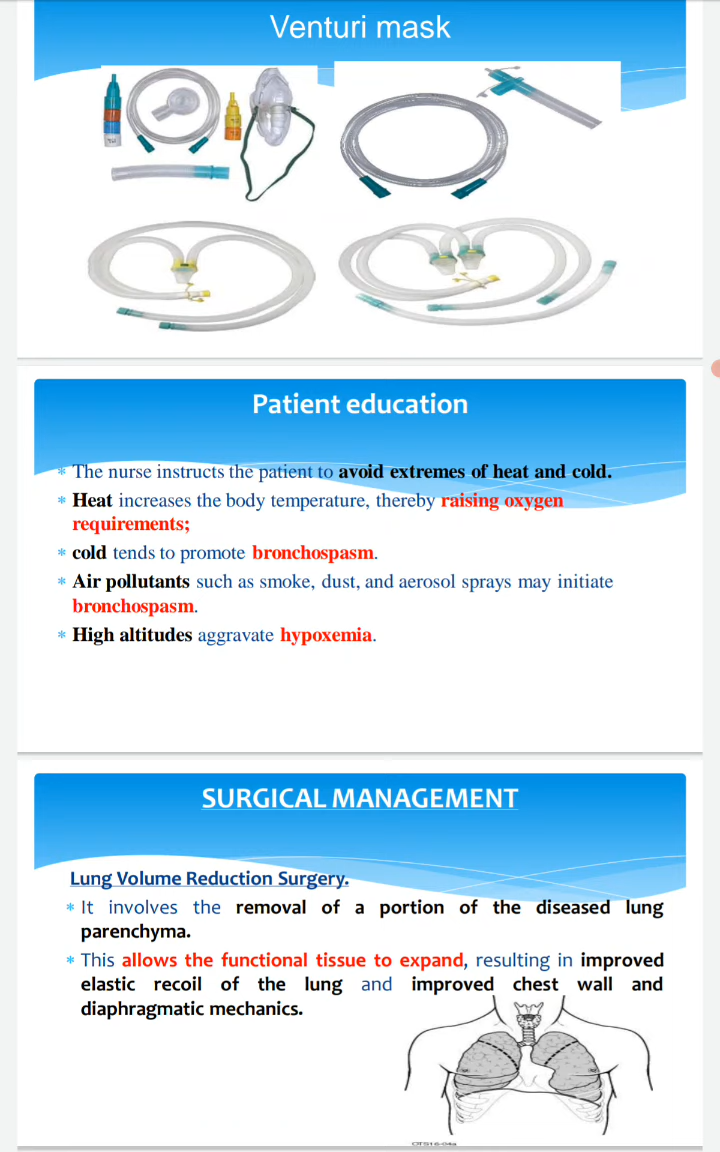 Venturi mask
Patient education
* The nurse instructs the patient to avoid extremes of heat and cold.
* Heat increases the body temperature, thereby raising oxygen
requirements;
* cold tends to promote bronchospasm.
* Air pollutants such as smoke, dust, and aerosol sprays may initiate
bronchospasm.
* High altitudes aggravate hypoxemia.
SURGICAL MANAGEMENT
Lung Volume Reduction Surgery.
* It involves the removal of a portion of the diseased lung
parenchyma.
* This allows the functional tissue to expand, resulting in improved
elastic recoil of the lung and improved chest wall and
diaphragmatic mechanics.